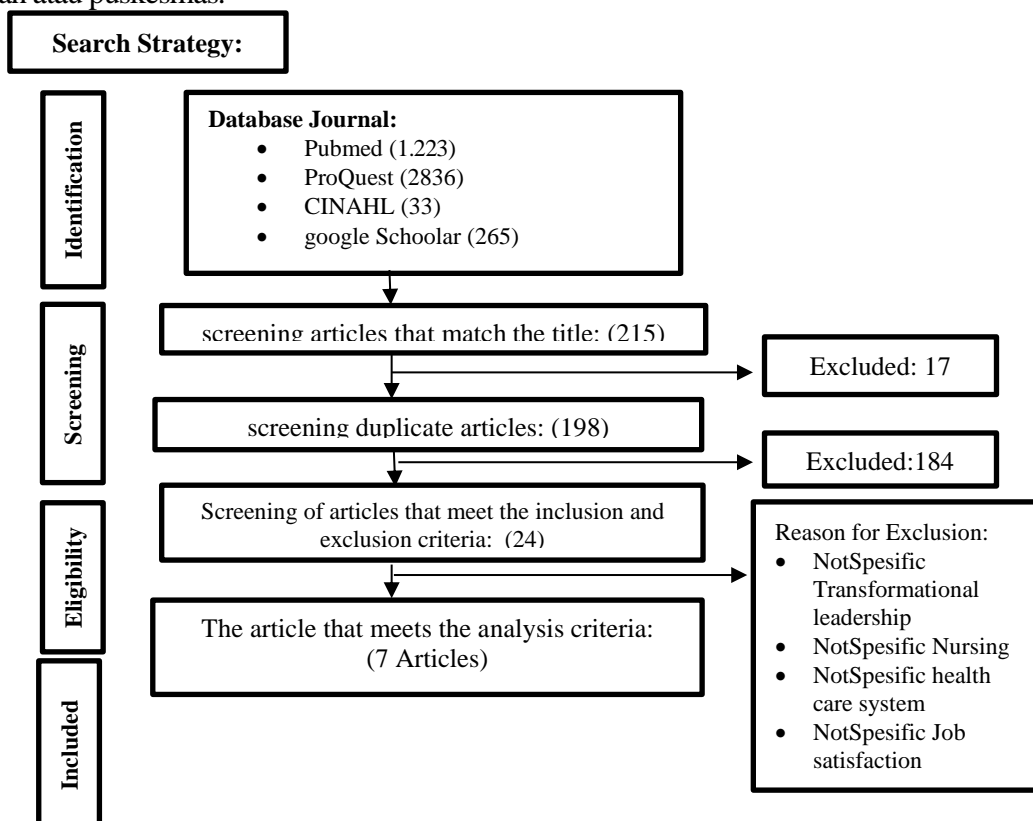 atau puskesmas.
Search Strategy:
Identification
Database Journal:
• Pubmed (1.223)
• ProQuest (2836)
• CINAHL (33)
• google Schoolar (265)
Screening
screening articles that match the title: (215)
Excluded: 17
screening duplicate articles: (198)
Excluded:184
Eligibility
Screening of articles that meet the inclusion and
exclusion criteria: (24)
Reason for Exclusion:
• NotSpesific
Transformational
leadership
• NotSpesific Nursing
• NotSpesific health
care system
• NotSpesific Job
satisfaction
The article that meets the analysis criteria:
(7 Articles)
Included